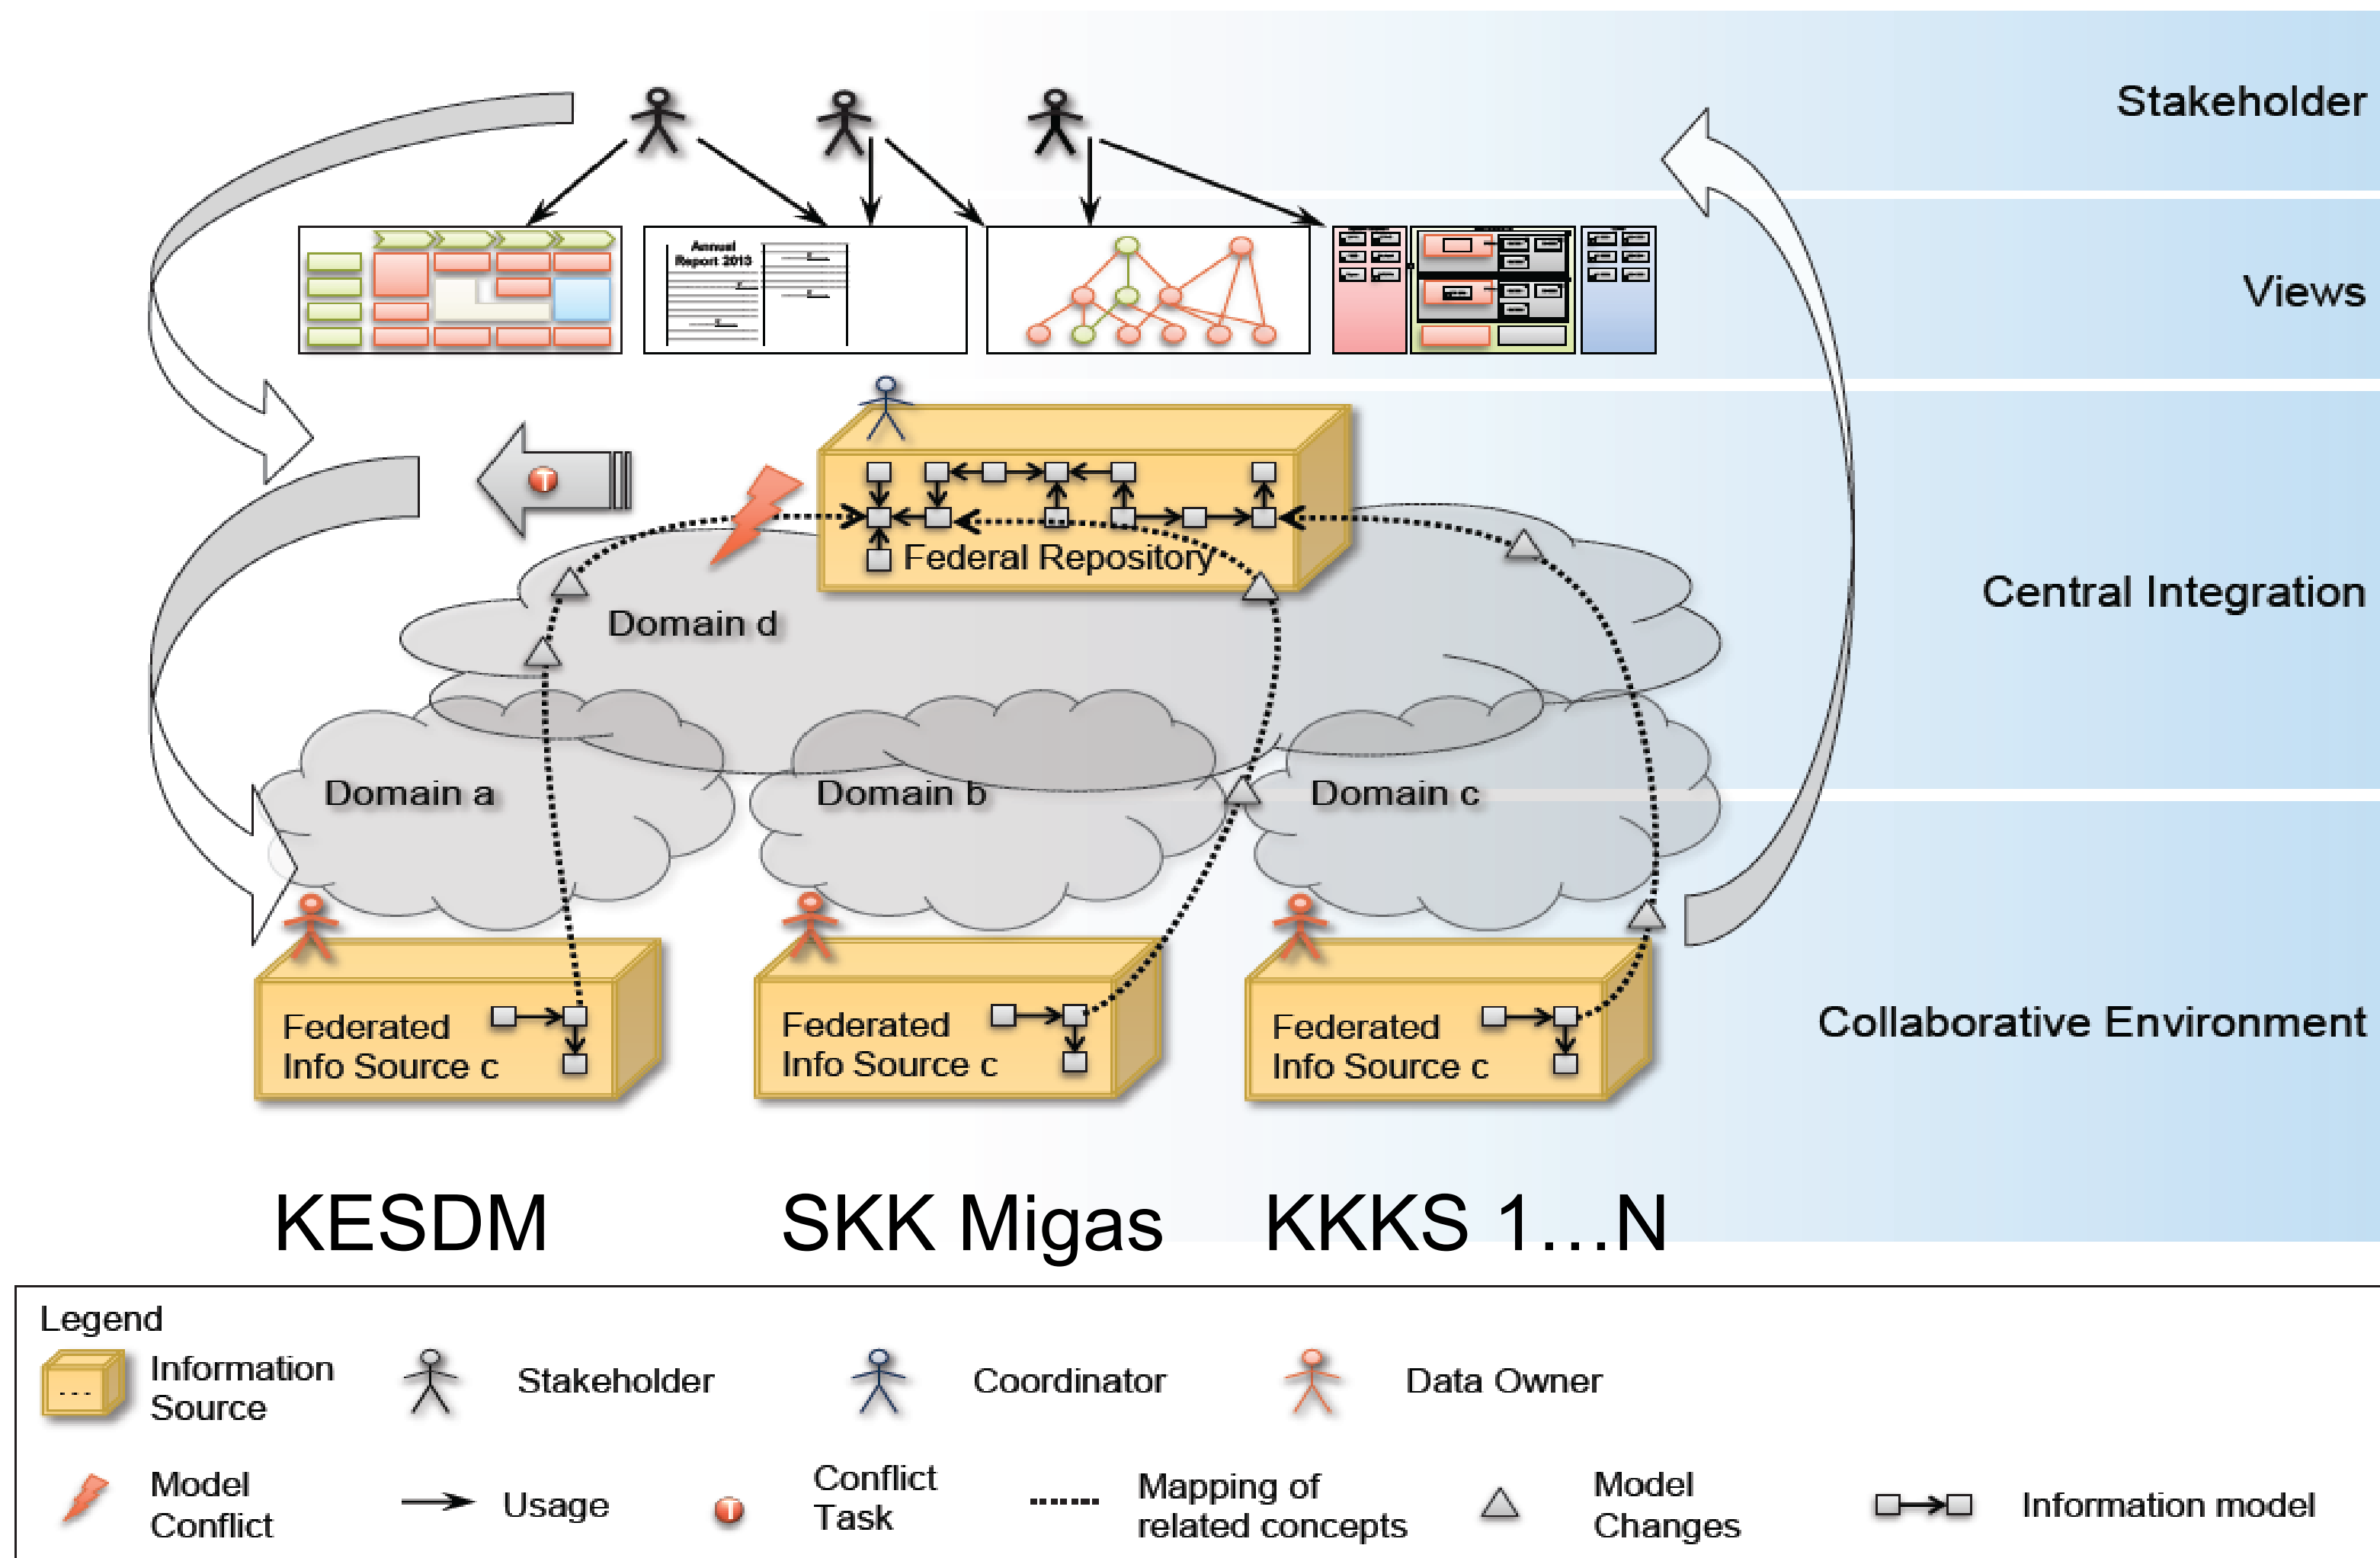 Stakeholder
Annual
Report 2013
Views
Federal Repository
Domain d
Central Integration
Domain a
Domain b
Domain c
Federated
Info Source c
Federated
Info Source c
Federated
Info Source c
Collaborative Environment
KESDM
SKK Migas
KKKS 1...N
Legend
Information
Source
Stakeholder
Coordinator
Data Owner
Model
Conflict
Usage
T
Conflict
Task
Mapping of
related concepts
Model
Changes
Information model